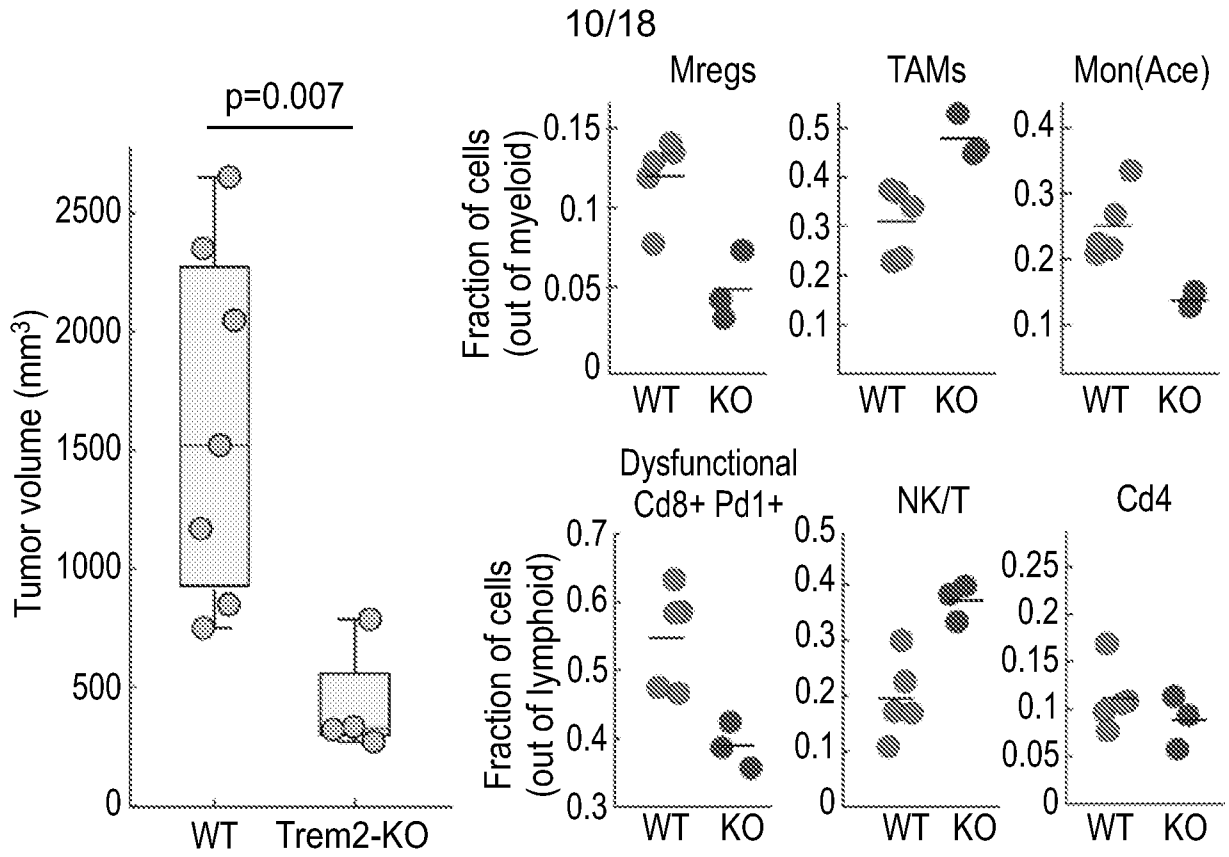 10/18
p=0.007
Tumor volume (mm³)
2500
2000
1500
1000
500
0
WT Trem2-KO
Mregs
Fraction of cells
(out of myeloid)
0.15
0.1
0.05
0
WT KO
TAMs
0.5
0.4
0.3
0.2
0.1
WT KO
Mon(Ace)
0.4
0.3
0.2
0.1
WT KO
Dysfunctional
Cd8+ Pd1+
Fraction of cells
(out of lymphoid)
0.7
0.6
0.5
0.4
0.3
WT KO
NK/T
0.5
0.4
0.3
0.2
0.1
0
WT KO
Cd4
0.25
0.2
0.15
0.1
0.05
0
WT KO